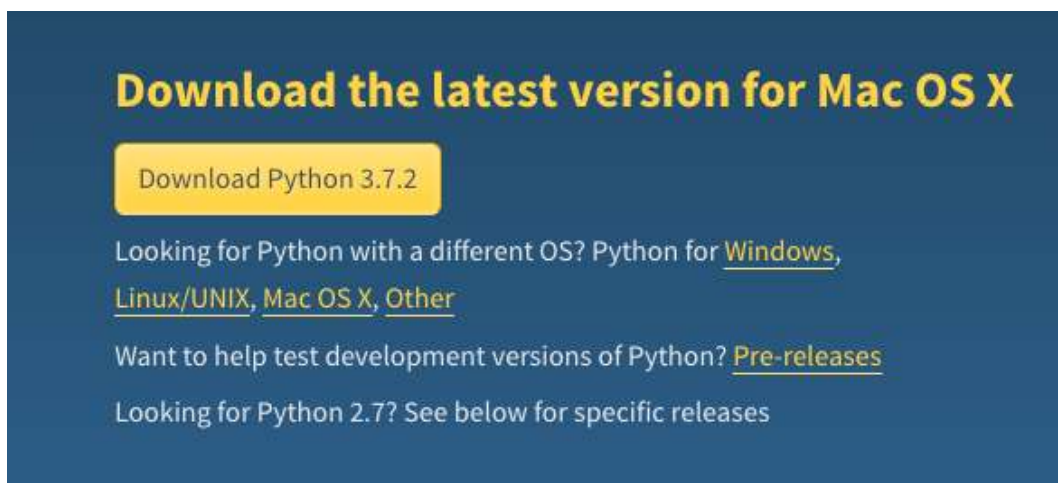 Download the latest version for Mac OS X
Download Python 3.7.2
Looking for Python with a different OS? Python for Windows,
Linux/UNIX, Mac OS X, Other
Want to help test development versions of Python? Pre-releases
Looking for Python 2.7? See below for specific releases